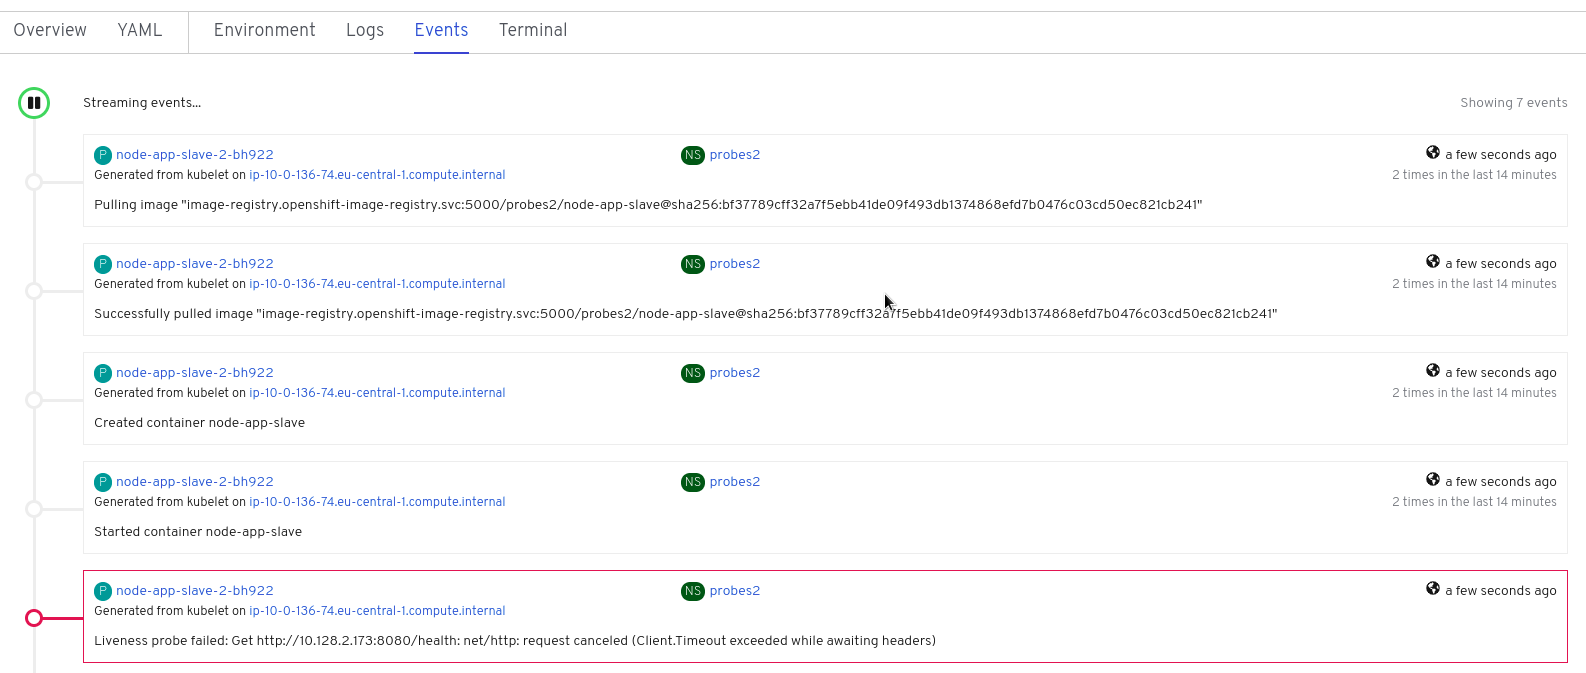 Overview YAML Environment Logs Events Terminal
Streaming events... Showing 7 events
P node-app-slave-2-bh922 NS probes2 a few seconds ago
Generated from kubelet on ip-10-0-136-74.eu-central-1.compute.internal 2 times in the last 14 minutes
Pulling image "image-registry.openshift-image-registry.svc:5000/probes2/node-app-slave@sha256:bf37789cff32a7f5ebb41de09f493db1374868efd7b0476c03cd50ec821cb241"
P node-app-slave-2-bh922 NS probes2 a few seconds ago
Generated from kubelet on ip-10-0-136-74.eu-central-1.compute.internal 2 times in the last 14 minutes
Successfully pulled image "image-registry.openshift-image-registry.svc:5000/probes2/node-app-slave@sha256:bf37789cff32a7f5ebb41de09f493db1374868efd7b0476c03cd50ec821cb241"
P node-app-slave-2-bh922 NS probes2 a few seconds ago
Generated from kubelet on ip-10-0-136-74.eu-central-1.compute.internal 2 times in the last 14 minutes
Created container node-app-slave
P node-app-slave-2-bh922 NS probes2 a few seconds ago
Generated from kubelet on ip-10-0-136-74.eu-central-1.compute.internal 2 times in the last 14 minutes
Started container node-app-slave
P node-app-slave-2-bh922 NS probes2 a few seconds ago
Generated from kubelet on ip-10-0-136-74.eu-central-1.compute.internal
Liveness probe failed: Get http://10.128.2.173:8080/health: net/http: request canceled (Client.Timeout exceeded while awaiting headers)